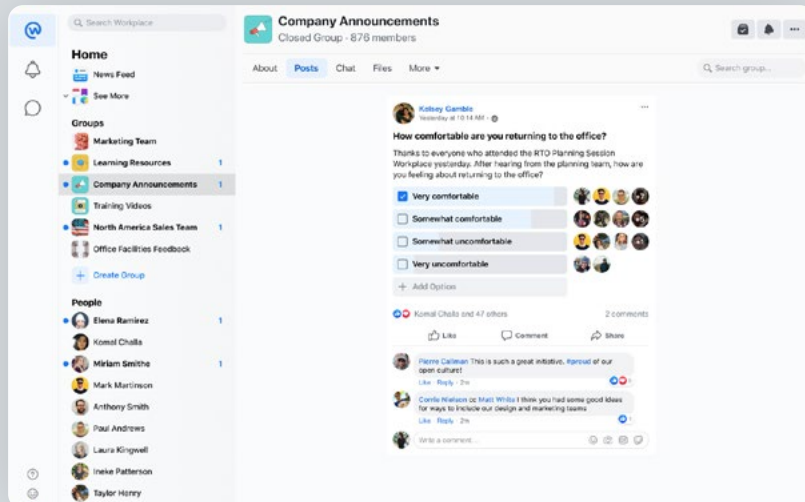 Search Workplace
Home
News Feed
See More
Groups
Marketing Team
Learning Resources 1
Company Announcements 1
Training Videos
North America Sales Team 1
Office Facilities Feedback
Create Group
People
Elena Ramirez 1
Komal Challa
Miriam Smithe 1
Mark Martinson
Anthony Smith
Paul Andrews
Laura Kingwell
Ineke Patterson
Taylor Henry
Company Announcements
Closed Group · 876 members
About Posts Chat Files More
Search group...
Kelsey Gamble
Yesterday at 10:14 AM ·
How comfortable are you returning to the office?
Thanks to everyone who attended the RTO Planning Session
Workplace yesterday. After hearing from the planning team, how are
you feeling about returning to the office?
Very comfortable
Somewhat comfortable
Somewhat uncomfortable
Very uncomfortable
+ Add Option
Komal Challa and 47 others 2 comments
Like Comment Share
Pierre Caliman This is such a great initiative, #proud of our
open culture!
Like · Reply · 2m
Corrie Nielson cc Matt White I think you had some good ideas
for ways to include our design and marketing teams
Like · Reply · 2m
Write a comment...